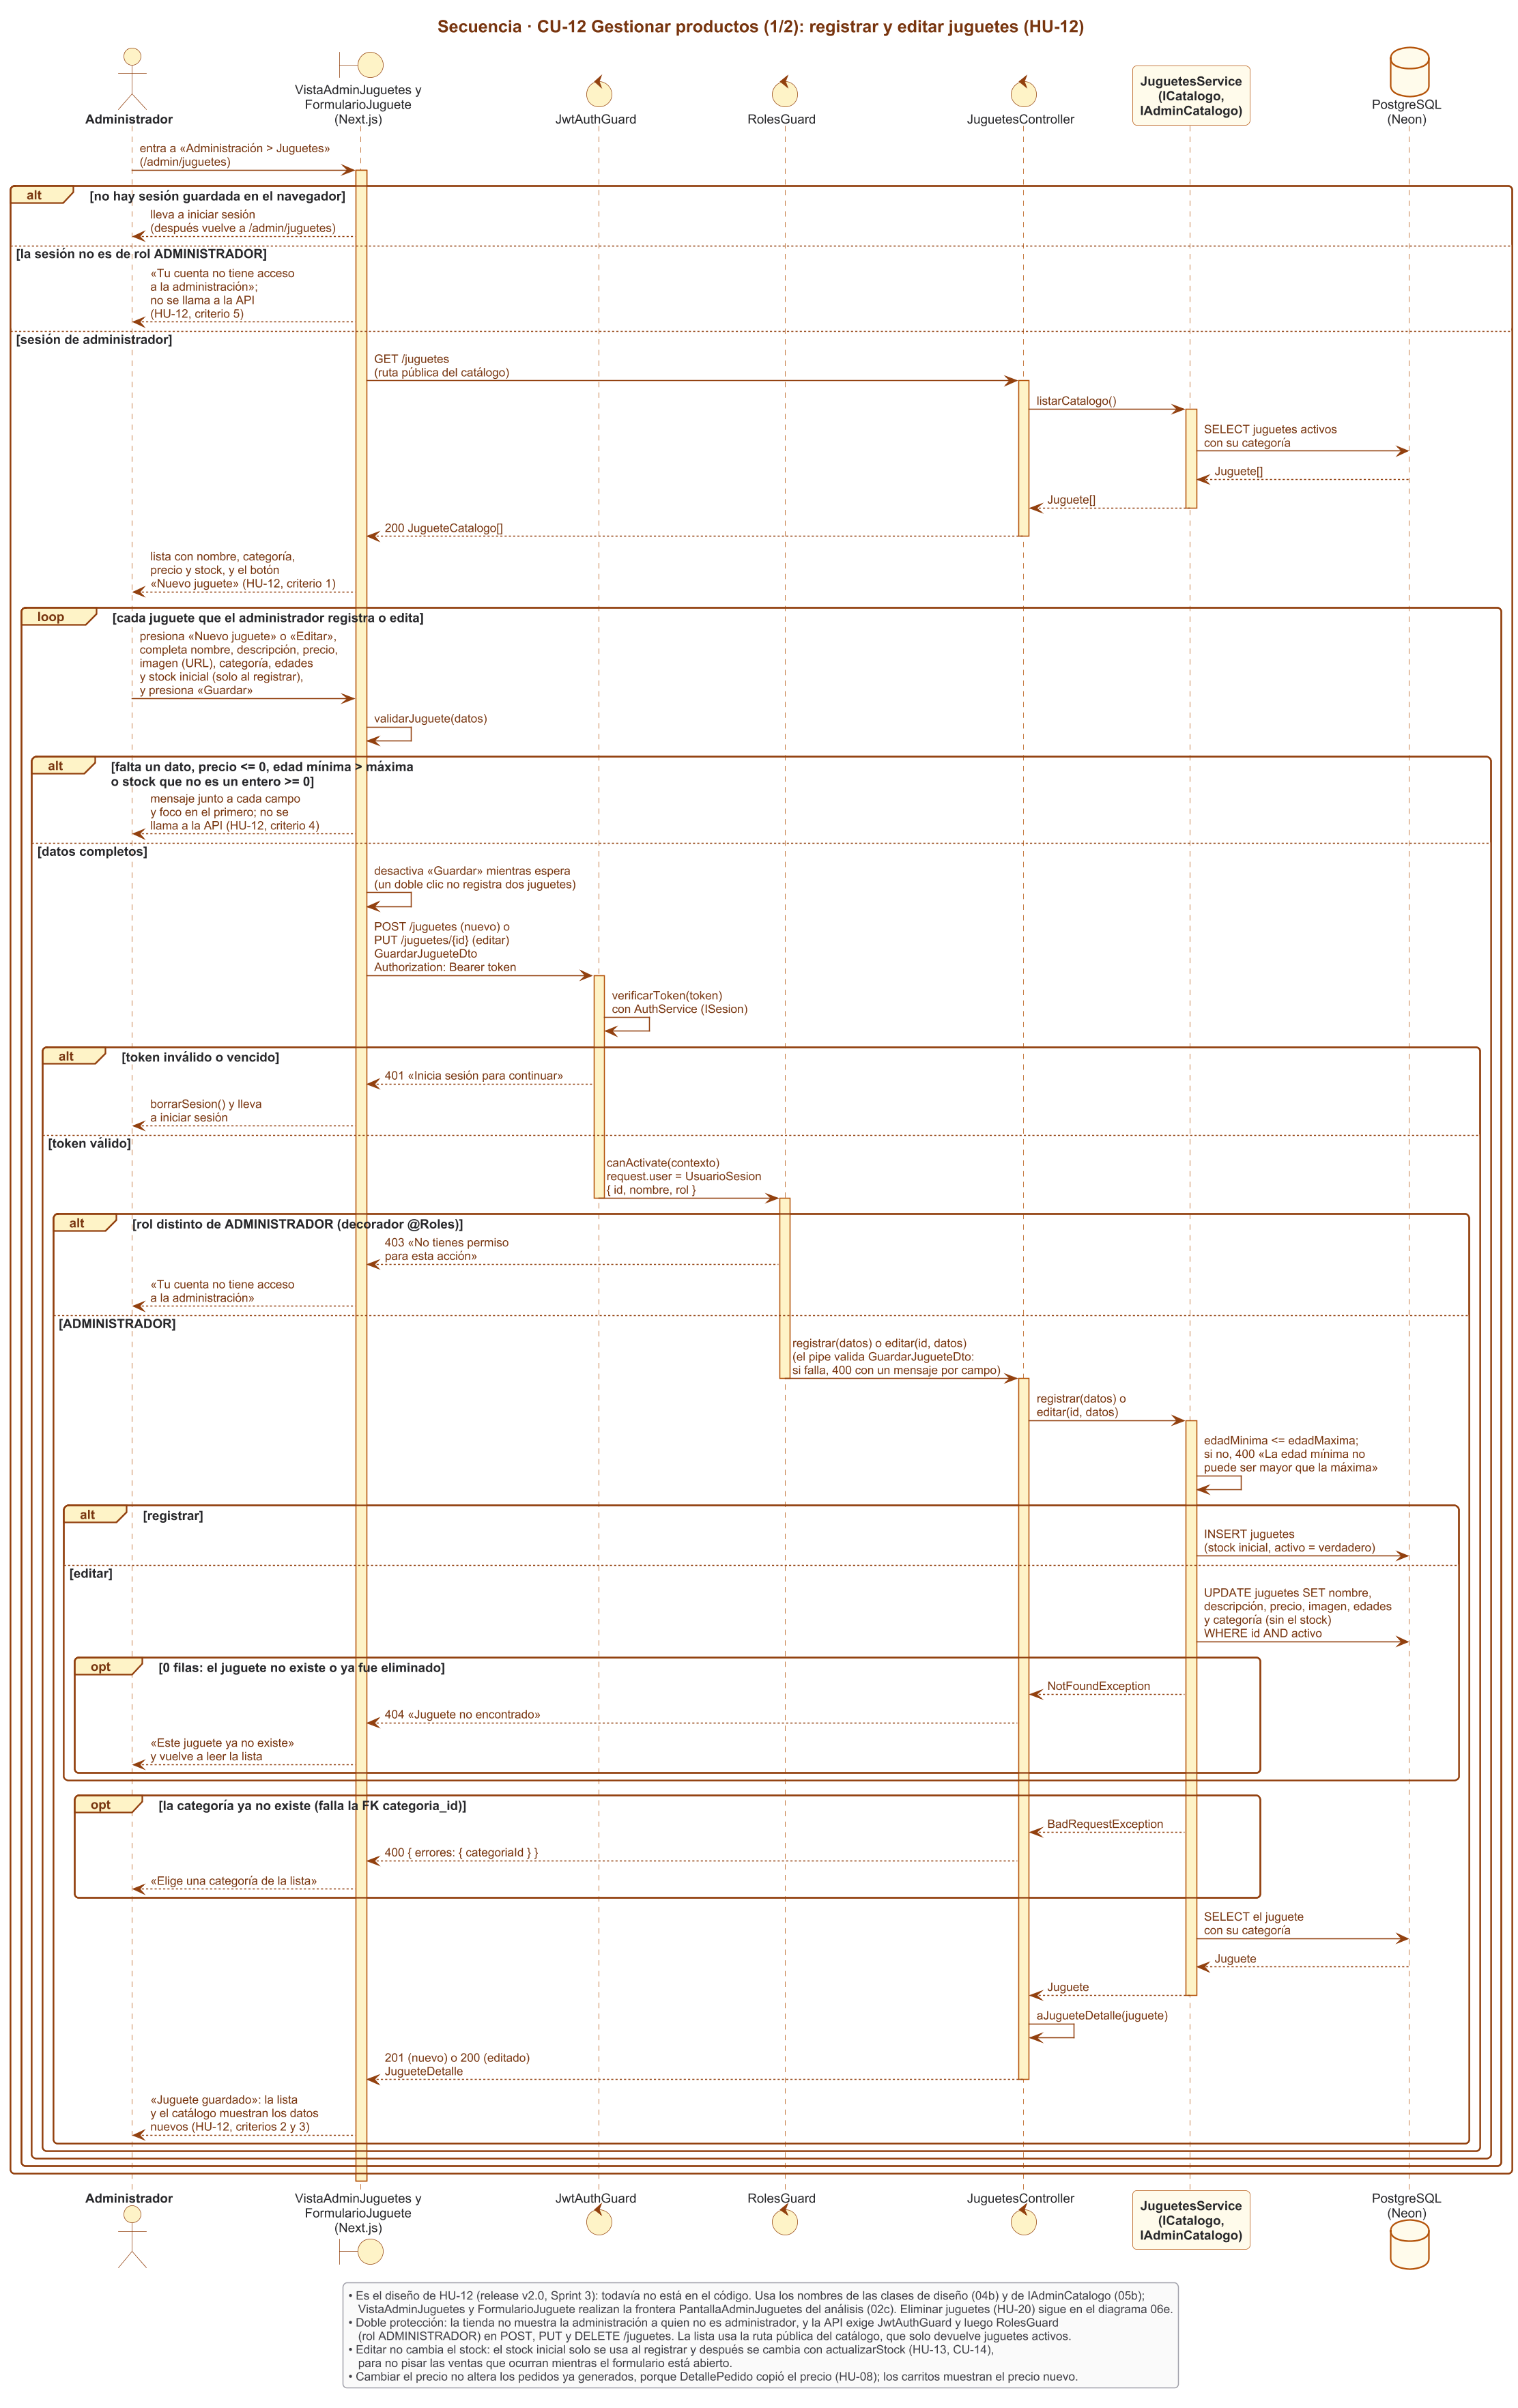 Secuencia · CU-12 Gestionar productos (1/2): registrar y editar juguetes (HU-12)
Administrador
VistaAdminJuguetes y
FormularioJuguete
(Next.js)
JwtAuthGuard
RolesGuard
JuguetesController
JuguetesService
(ICatalogo,
IAdminCatalogo)
PostgreSQL
(Neon)
entra a «Administración > Juguetes»
(/admin/juguetes)
alt
[no hay sesión guardada en el navegador]
lleva a iniciar sesión
(después vuelve a /admin/juguetes)
[la sesión no es de rol ADMINISTRADOR]
«Tu cuenta no tiene acceso
a la administración»;
no se llama a la API
(HU-12, criterio 5)
[sesión de administrador]
GET /juguetes
(ruta pública del catálogo)
listarCatalogo()
SELECT juguetes activos
con su categoría
Juguete[]
Juguete[]
200 JugueteCatalogo[]
lista con nombre, categoría,
precio y stock, y el botón
«Nuevo juguete» (HU-12, criterio 1)
loop
[cada juguete que el administrador registra o edita]
presiona «Nuevo juguete» o «Editar»,
completa nombre, descripción, precio,
imagen (URL), categoría, edades
y stock inicial (solo al registrar),
y presiona «Guardar»
validarJuguete(datos)
alt
[falta un dato, precio <= 0, edad mínima > máxima
o stock que no es un entero >= 0]
mensaje junto a cada campo
y foco en el primero; no se
llama a la API (HU-12, criterio 4)
[datos completos]
desactiva «Guardar» mientras espera
(un doble clic no registra dos juguetes)
POST /juguetes (nuevo) o
PUT /juguetes/{id} (editar)
GuardarJugueteDto
Authorization: Bearer token
verificarToken(token)
con AuthService (ISesion)
alt
[token inválido o vencido]
401 «Inicia sesión para continuar»
borrarSesion() y lleva
a iniciar sesión
[token válido]
canActivate(contexto)
request.user = UsuarioSesion
{ id, nombre, rol }
alt
[rol distinto de ADMINISTRADOR (decorador @Roles)]
403 «No tienes permiso
para esta acción»
«Tu cuenta no tiene acceso
a la administración»
[ADMINISTRADOR]
registrar(datos) o editar(id, datos)
(el pipe valida GuardarJugueteDto:
si falla, 400 con un mensaje por campo)
registrar(datos) o
editar(id, datos)
edadMinima <= edadMaxima;
si no, 400 «La edad mínima no
puede ser mayor que la máxima»
alt
[registrar]
INSERT juguetes
(stock inicial, activo = verdadero)
[editar]
UPDATE juguetes SET nombre,
descripción, precio, imagen, edades
y categoría (sin el stock)
WHERE id AND activo
opt
[0 filas: el juguete no existe o ya fue eliminado]
NotFoundException
404 «Juguete no encontrado»
«Este juguete ya no existe»
y vuelve a leer la lista
opt
[la categoría ya no existe (falla la FK categoria_id)]
BadRequestException
400 { errores: { categoriaId } }
«Elige una categoría de la lista»
SELECT el juguete
con su categoría
Juguete
Juguete
aJugueteDetalle(juguete)
201 (nuevo) o 200 (editado)
JugueteDetalle
«Juguete guardado»: la lista
y el catálogo muestran los datos
nuevos (HU-12, criterios 2 y 3)
Administrador
VistaAdminJuguetes y
FormularioJuguete
(Next.js)
JwtAuthGuard
RolesGuard
JuguetesController
JuguetesService
(ICatalogo,
IAdminCatalogo)
PostgreSQL
(Neon)
• Es el diseño de HU-12 (release v2.0, Sprint 3): todavía no está en el código. Usa los nombres de las clases de diseño (04b) y de IAdminCatalogo (05b);
VistaAdminJuguetes y FormularioJuguete realizan la frontera PantallaAdminJuguetes del análisis (02c). Eliminar juguetes (HU-20) sigue en el diagrama 06e.
• Doble protección: la tienda no muestra la administración a quien no es administrador, y la API exige JwtAuthGuard y luego RolesGuard
(rol ADMINISTRADOR) en POST, PUT y DELETE /juguetes. La lista usa la ruta pública del catálogo, que solo devuelve juguetes activos.
• Editar no cambia el stock: el stock inicial solo se usa al registrar y después se cambia con actualizarStock (HU-13, CU-14),
para no pisar las ventas que ocurran mientras el formulario está abierto.
• Cambiar el precio no altera los pedidos ya generados, porque DetallePedido copió el precio (HU-08); los carritos muestran el precio nuevo.